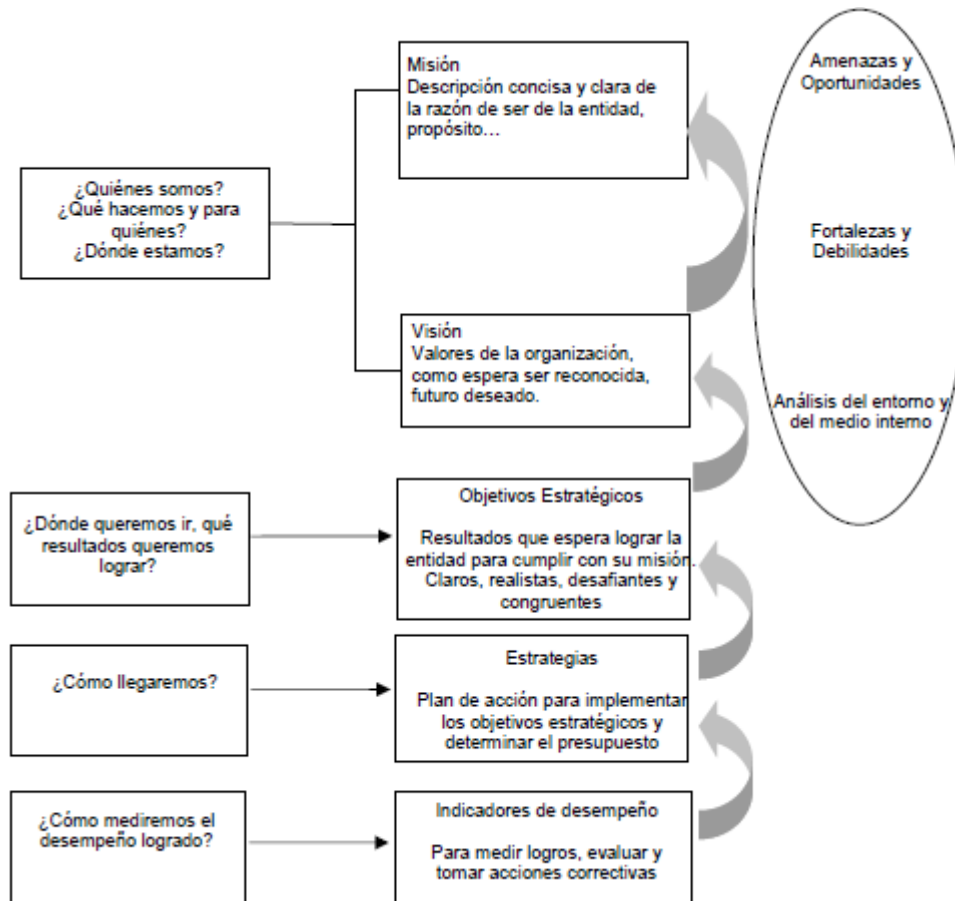 Misión
Descripción concisa y clara de
la razón de ser de la entidad,
propósito…
¿Quiénes somos?
¿Qué hacemos y para
quiénes?
¿Dónde estamos?
Visión
Valores de la organización,
como espera ser reconocida,
futuro deseado.
Amenazas y
Oportunidades
Fortalezas y
Debilidades
Análisis del entorno y
del medio interno
¿Dónde queremos ir, qué
resultados queremos
lograr?
Objetivos Estratégicos
Resultados que espera lograr la
entidad para cumplir con su misión.
Claros, realistas, desafiantes y
congruentes
¿Cómo llegaremos?
Estrategias
Plan de acción para implementar
los objetivos estratégicos y
determinar el presupuesto
¿Cómo mediremos el
desempeño logrado?
Indicadores de desempeño
Para medir logros, evaluar y
tomar acciones correctivas